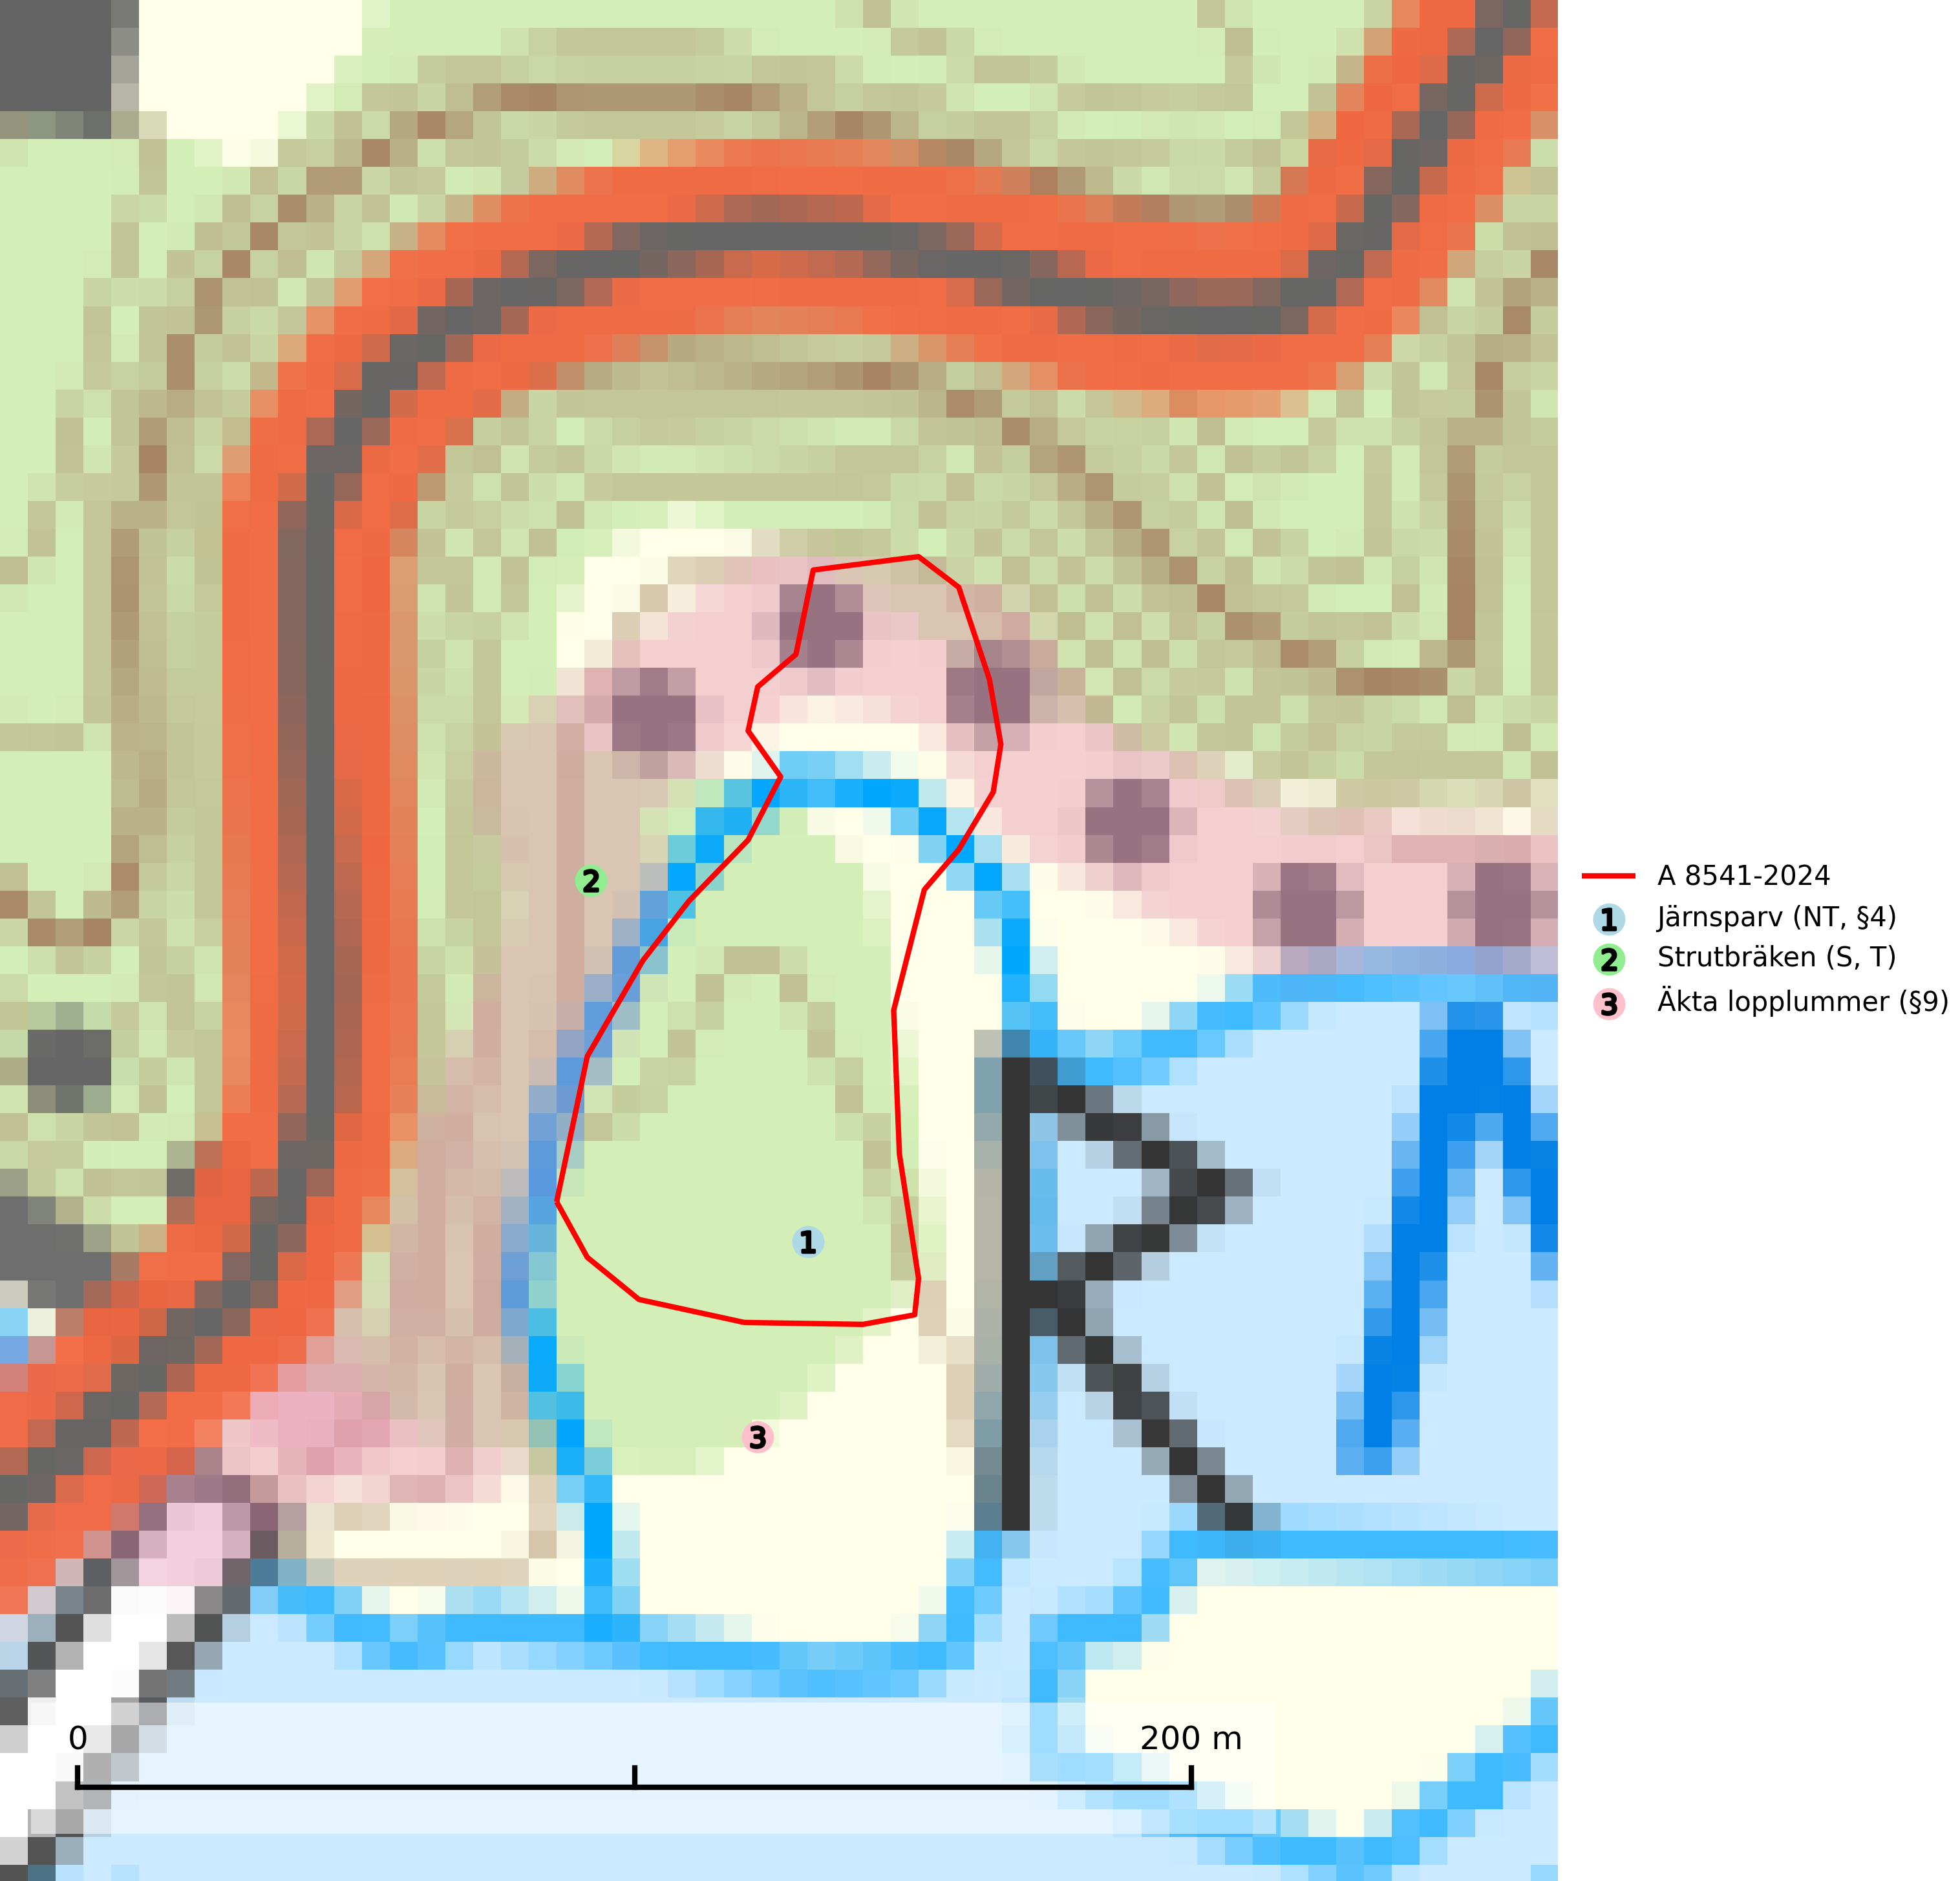 2
1
3
0 200 m
A 8541-2024
1 Järnsparv (NT, §4)
2 Strutbräken (S, T)
3 Äkta lopplummer (§9)